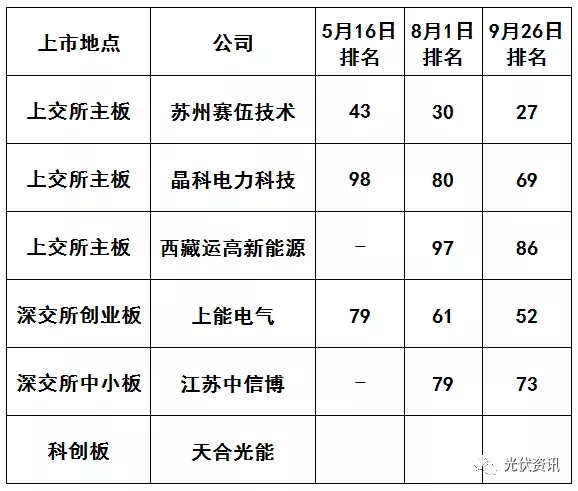 上市地点 公司 5月16日排名 8月1日排名 9月26日排名
上交所主板 苏州赛伍技术 43 30 27
上交所主板 晶科电力科技 98 80 69
上交所主板 西藏运高新能源 - 97 86
深交所创业板 上能电气 79 61 52
深交所中小板 江苏中信博 - 79 73
科创板 天合光能
光伏资讯